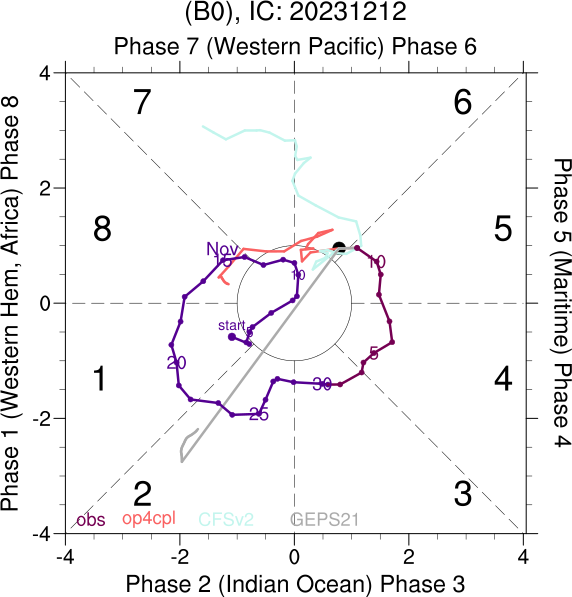 (B0), IC: 20231212
Phase 7 (Western Pacific) Phase 6
4
7
6
2
8
5
Nov
15
10
10
0
start
5
5
20
30
25
1
4
-2
2
3
obs
op4cpl
CFSv2
GEPS21
-4
-4
-2
0
2
4
Phase 2 (Indian Ocean) Phase 3
Phase 1 (Western Hem, Africa) Phase 8
Phase 5 (Maritime) Phase 4